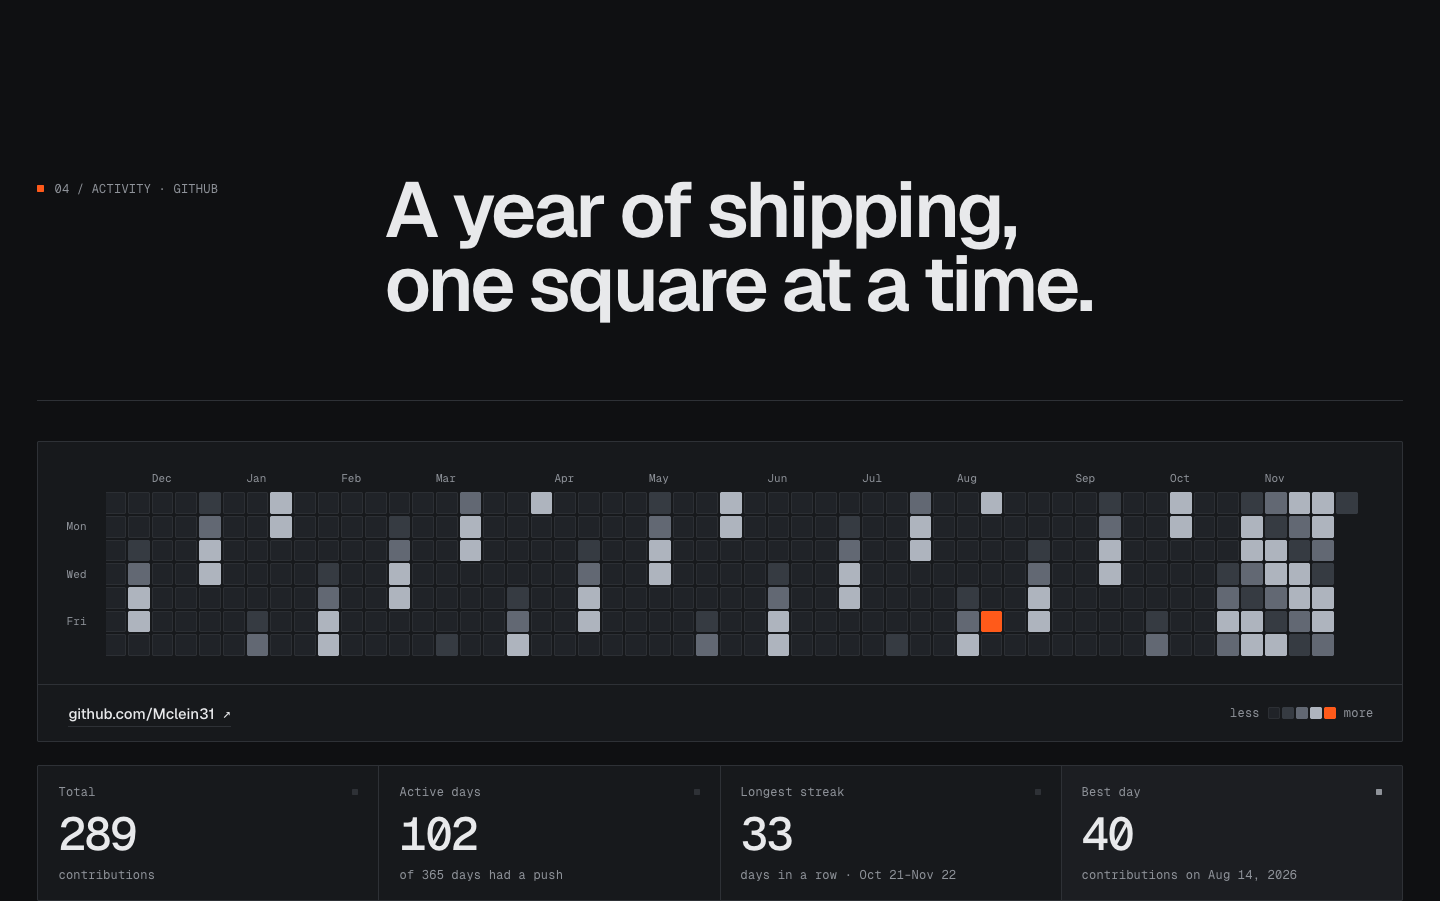 04 / ACTIVITY · GITHUB
A year of shipping,
one square at a time.
Dec Jan Feb Mar Apr May Jun Jul Aug Sep Oct Nov
Mon
Wed
Fri
github.com/Mclein31 ↗
less more
Total
289
contributions
Active days
102
of 365 days had a push
Longest streak
33
days in a row · Oct 21–Nov 22
Best day
40
contributions on Aug 14, 2026